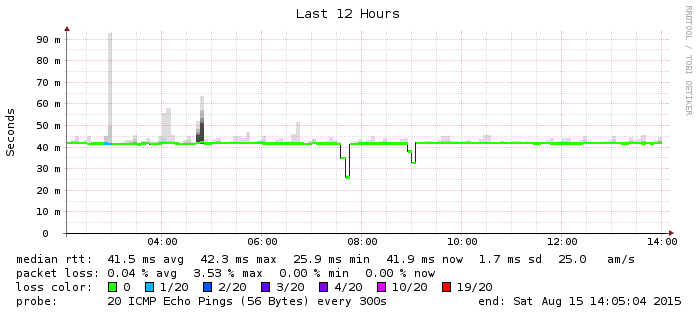 Last 12 Hours
RRDTOOL / TOBI OETIKER
Seconds
90 m
80 m
70 m
60 m
50 m
40 m
30 m
20 m
10 m
0
04:00 06:00 08:00 10:00 12:00 14:00
median rtt: 41.5 ms avg 42.3 ms max 25.9 ms min 41.9 ms now 1.7 ms sd 25.0 am/s
packet loss: 0.04 % avg 3.53 % max 0.00 % min 0.00 % now
loss color: 0 1/20 2/20 3/20 4/20 10/20 19/20
probe: 20 ICMP Echo Pings (56 Bytes) every 300s end: Sat Aug 15 14:05:04 2015